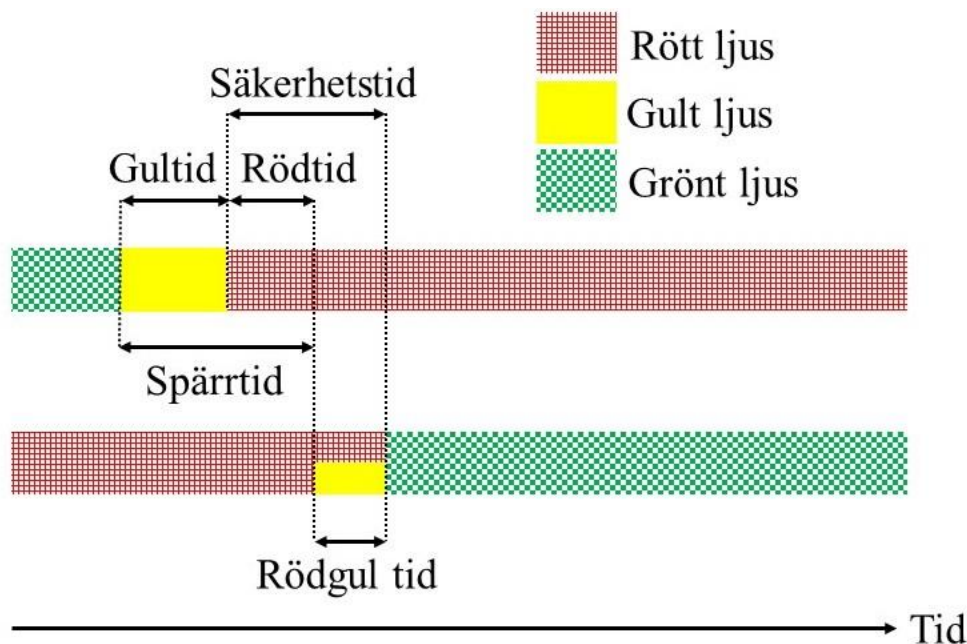 Rött ljus
Säkerhetstid
Gult ljus
Gultid
Rödtid
Grönt ljus
Spärrtid
Rödgul tid
Tid